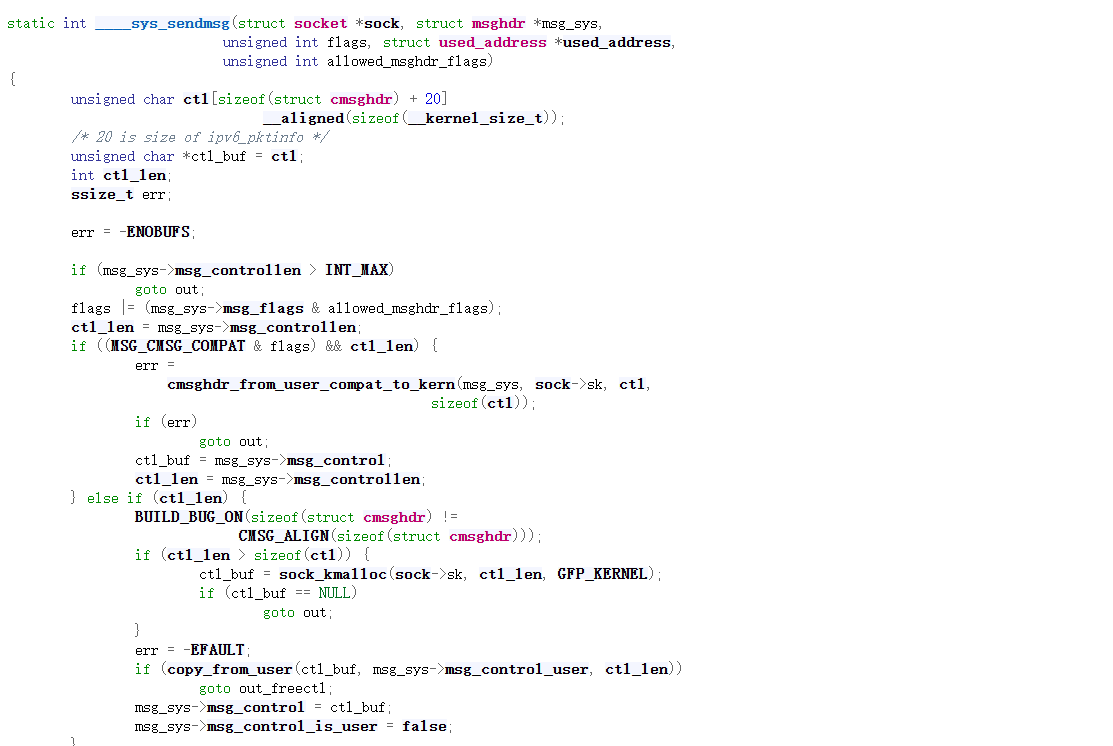 static int ____sys_sendmsg(struct socket *sock, struct msghdr *msg_sys,
                           unsigned int flags, struct used_address *used_address,
                           unsigned int allowed_msghdr_flags)
{
        unsigned char ctl[sizeof(struct cmsghdr) + 20]
                                __aligned(sizeof(__kernel_size_t));
        /* 20 is size of ipv6_pktinfo */
        unsigned char *ctl_buf = ctl;
        int ctl_len;
        ssize_t err;

        err = -ENOBUFS;

        if (msg_sys->msg_controllen > INT_MAX)
                goto out;
        flags |= (msg_sys->msg_flags & allowed_msghdr_flags);
        ctl_len = msg_sys->msg_controllen;
        if ((MSG_CMSG_COMPAT & flags) && ctl_len) {
                err =
                    cmsghdr_from_user_compat_to_kern(msg_sys, sock->sk, ctl,
                                                     sizeof(ctl));
                if (err)
                        goto out;
                ctl_buf = msg_sys->msg_control;
                ctl_len = msg_sys->msg_controllen;
        } else if (ctl_len) {
                BUILD_BUG_ON(sizeof(struct cmsghdr) !=
                             CMSG_ALIGN(sizeof(struct cmsghdr)));
                if (ctl_len > sizeof(ctl)) {
                        ctl_buf = sock_kmalloc(sock->sk, ctl_len, GFP_KERNEL);
                        if (ctl_buf == NULL)
                                goto out;
                }
                err = -EFAULT;
                if (copy_from_user(ctl_buf, msg_sys->msg_control_user, ctl_len))
                        goto out_freectl;
                msg_sys->msg_control = ctl_buf;
                msg_sys->msg_control_is_user = false;
        }